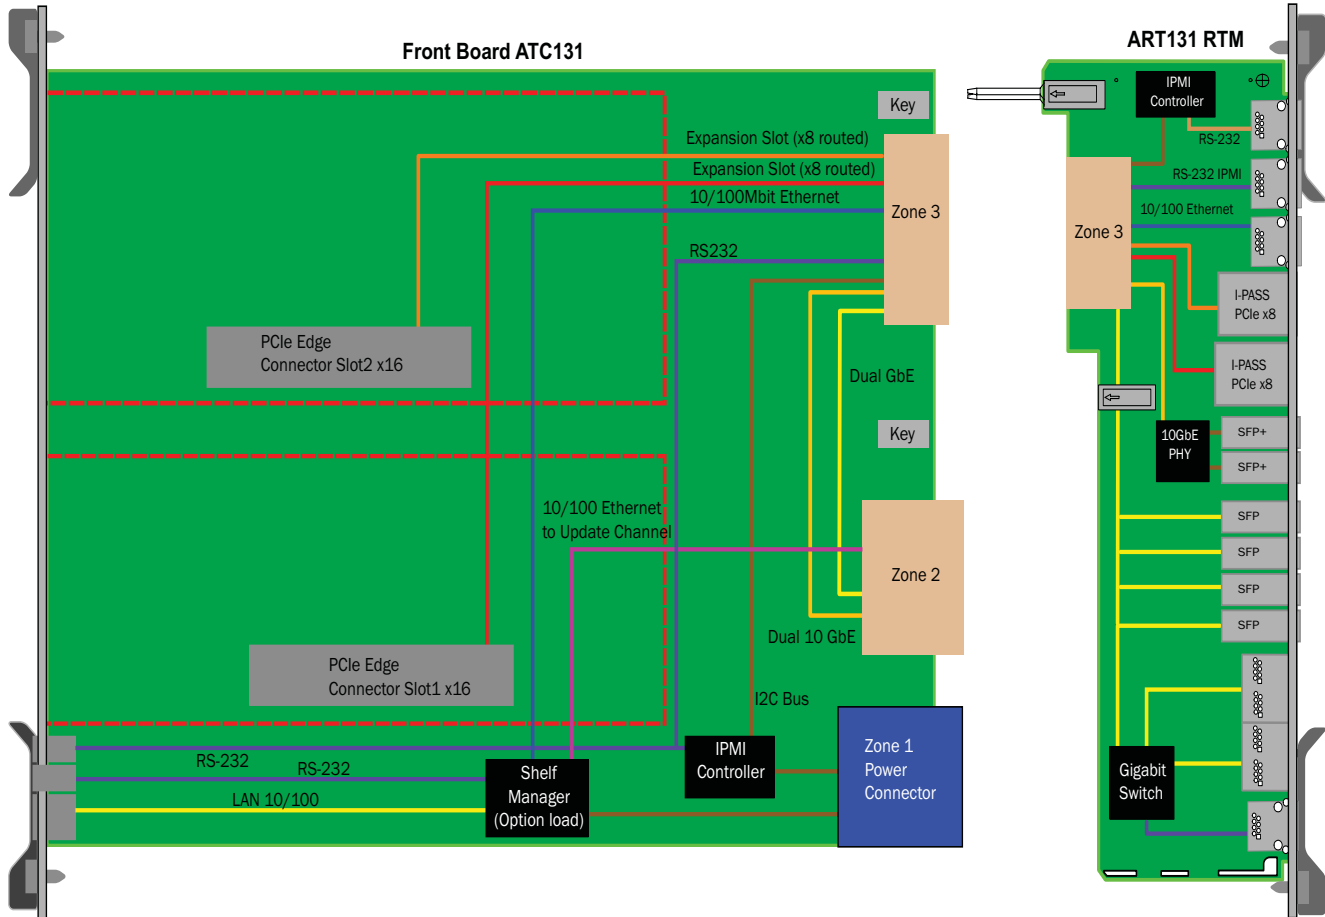 Front Board ATC131
Key
Expansion Slot (x8 routed)
Expansion Slot (x8 routed)
10/100Mbit Ethernet
Zone 3
RS232
PCIe Edge
Connector Slot2 x16
Dual GbE
Key
10/100 Ethernet
to Update Channel
Zone 2
Dual 10 GbE
PCIe Edge
Connector Slot1 x16
I2C Bus
RS-232
RS-232
LAN 10/100
Shelf
Manager
(Option load)
IPMI
Controller
Zone 1
Power
Connector
ART131 RTM
IPMI
Controller
RS-232
RS-232 IPMI
10/100 Ethernet
Zone 3
I-PASS
PCIe x8
I-PASS
PCIe x8
10GbE
PHY
SFP+
SFP+
SFP
SFP
SFP
SFP
Gigabit
Switch